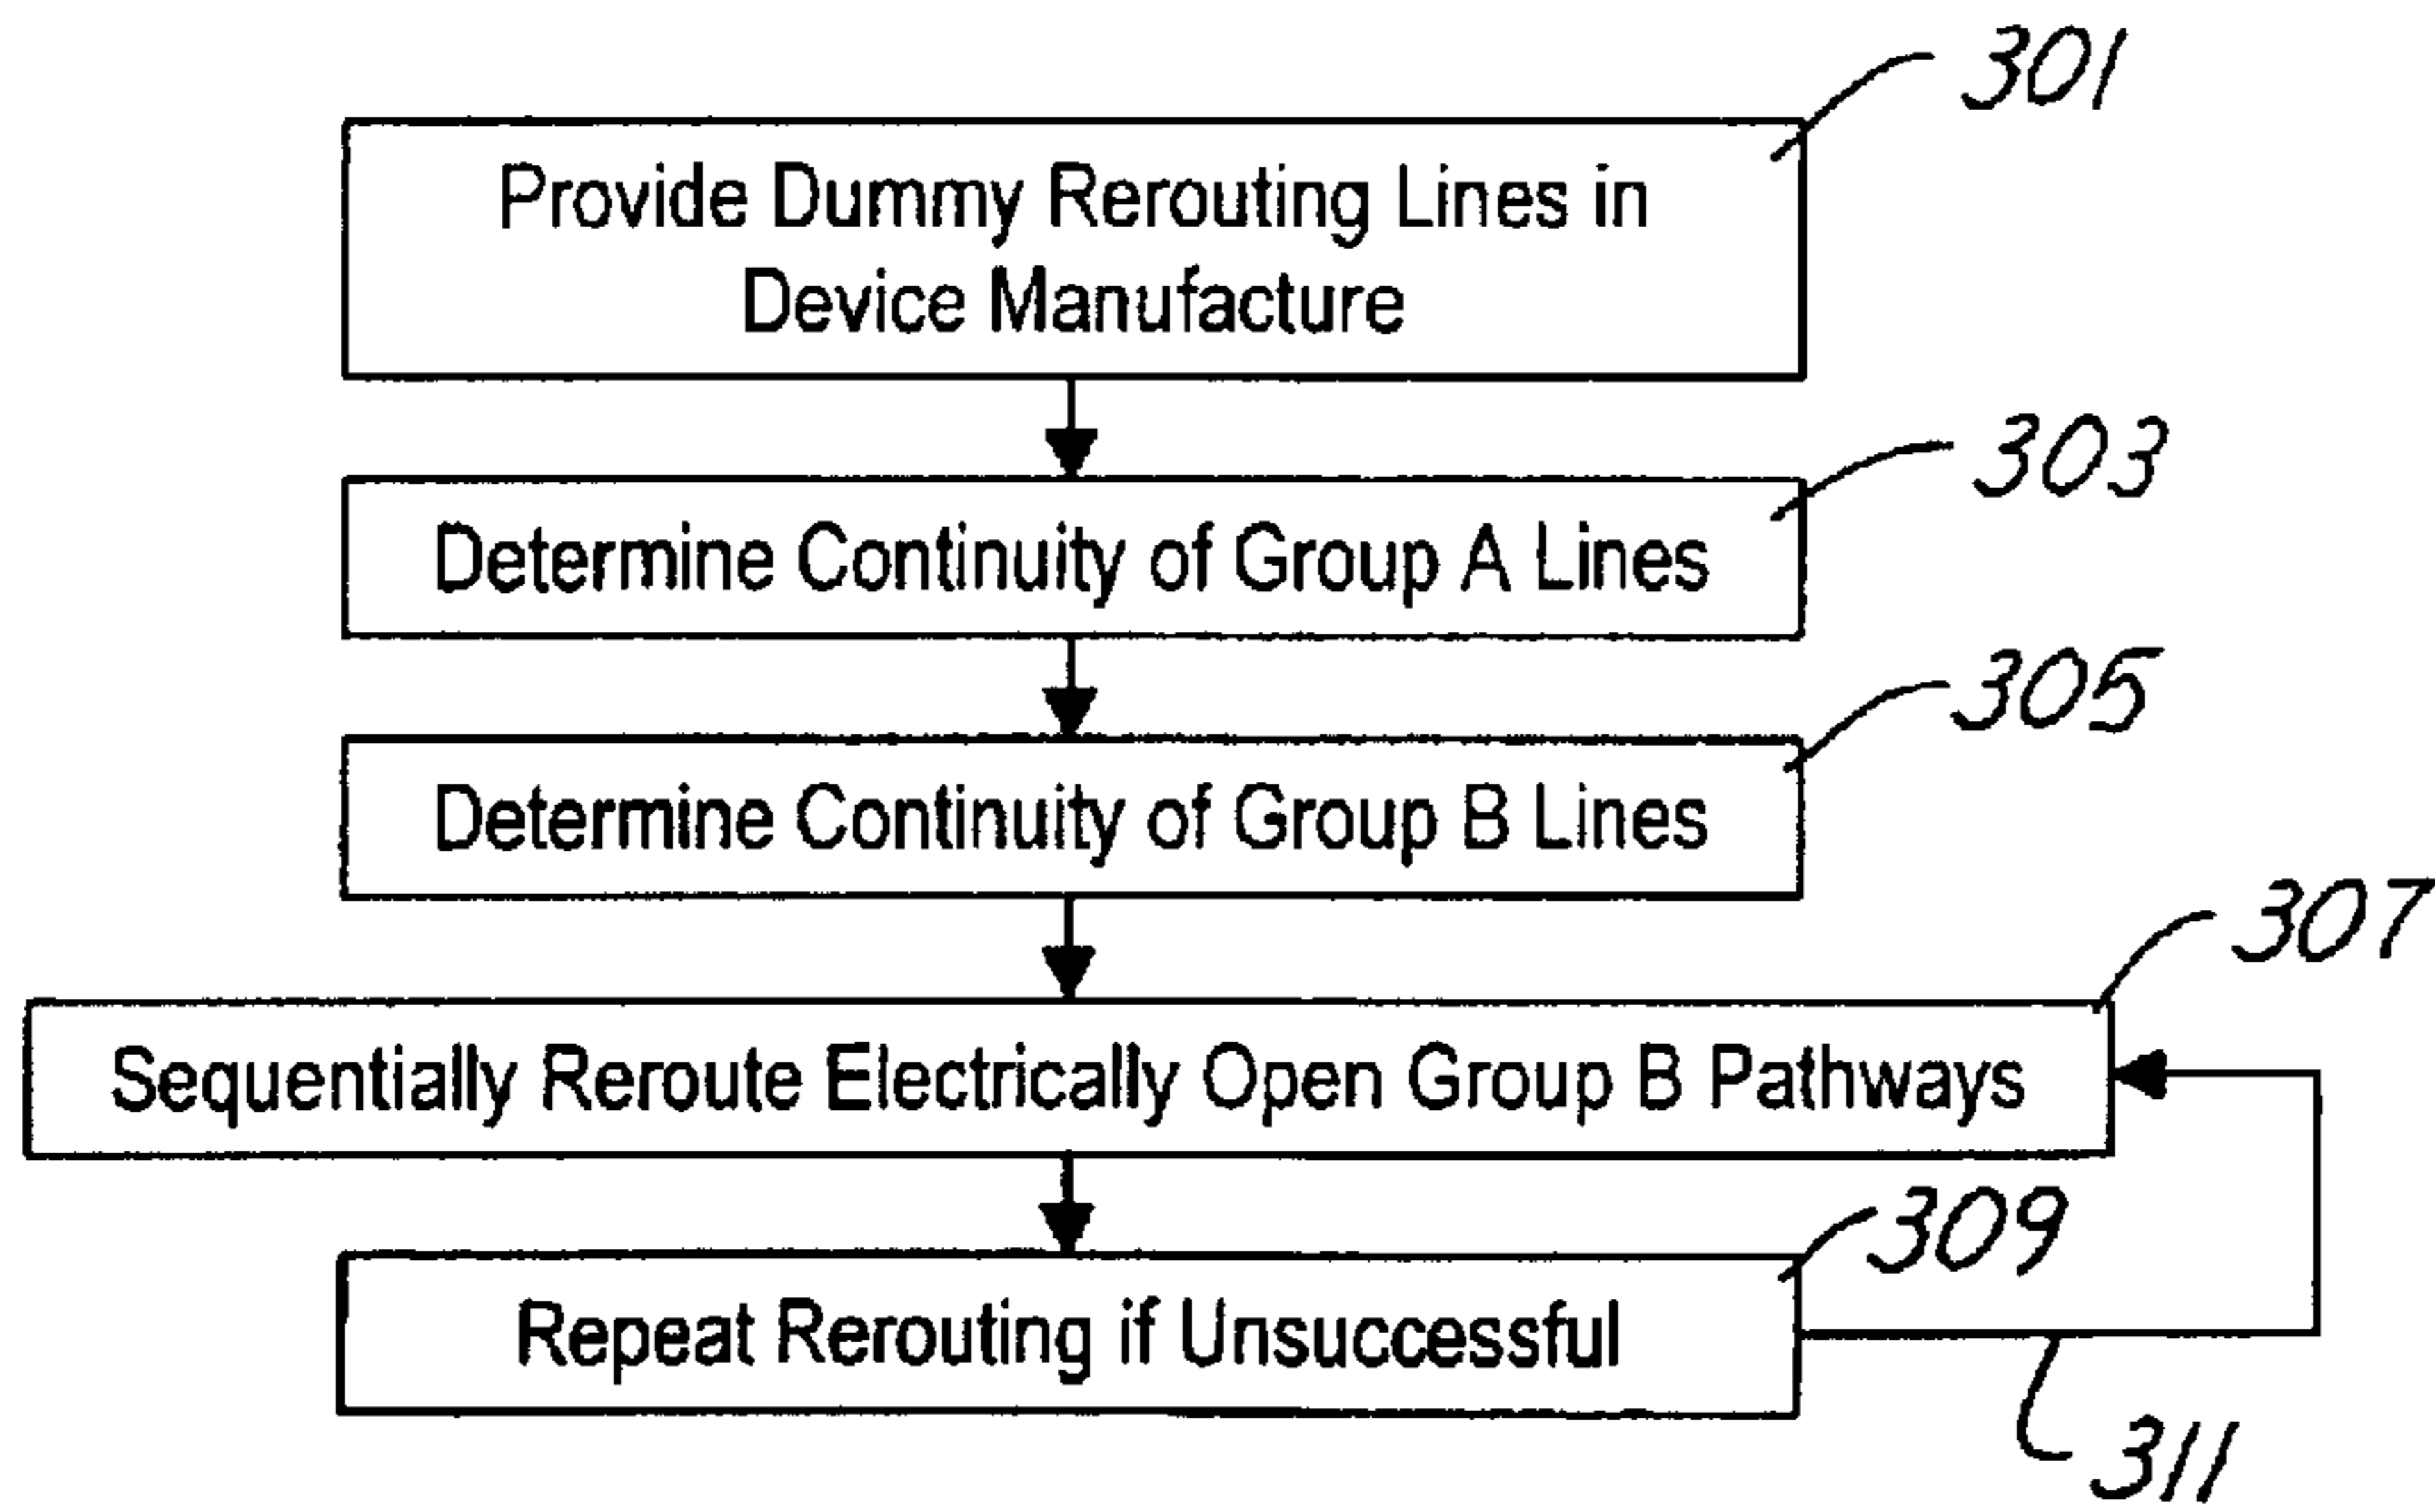 301
Provide Dummy Rerouting Lines in
Device Manufacture
303
Determine Continuity of Group A Lines
305
Determine Continuity of Group B Lines
307
Sequentially Reroute Electrically Open Group B Pathways
309
Repeat Rerouting if Unsuccessful
311